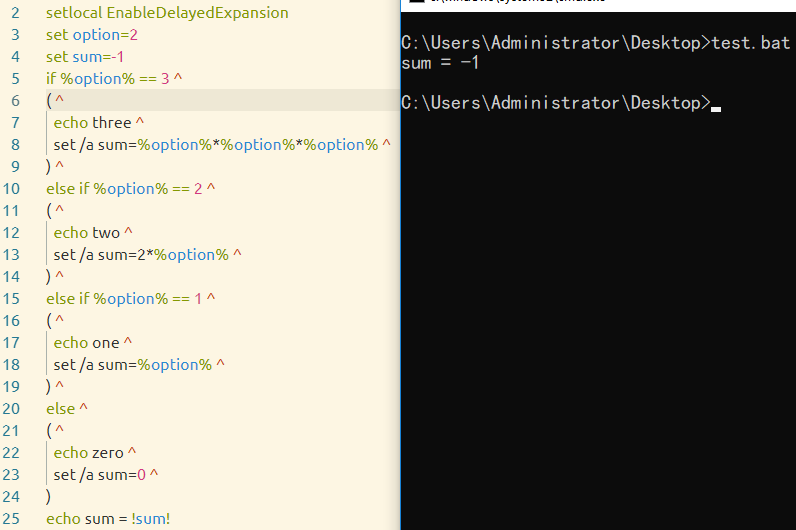 2 setlocal EnableDelayedExpansion
3 set option=2
4 set sum=-1
5 if %option% == 3 ^
6 ( ^
7 echo three ^
8 set /a sum=%option%*%option%*%option% ^
9 ) ^
10 else if %option% == 2 ^
11 ( ^
12 echo two ^
13 set /a sum=2*%option% ^
14 ) ^
15 else if %option% == 1 ^
16 ( ^
17 echo one ^
18 set /a sum=%option% ^
19 ) ^
20 else ^
21 ( ^
22 echo zero ^
23 set /a sum=0 ^
24 )
25 echo sum = !sum!
C:\Users\Administrator\Desktop>test.bat
sum = -1
C:\Users\Administrator\Desktop>